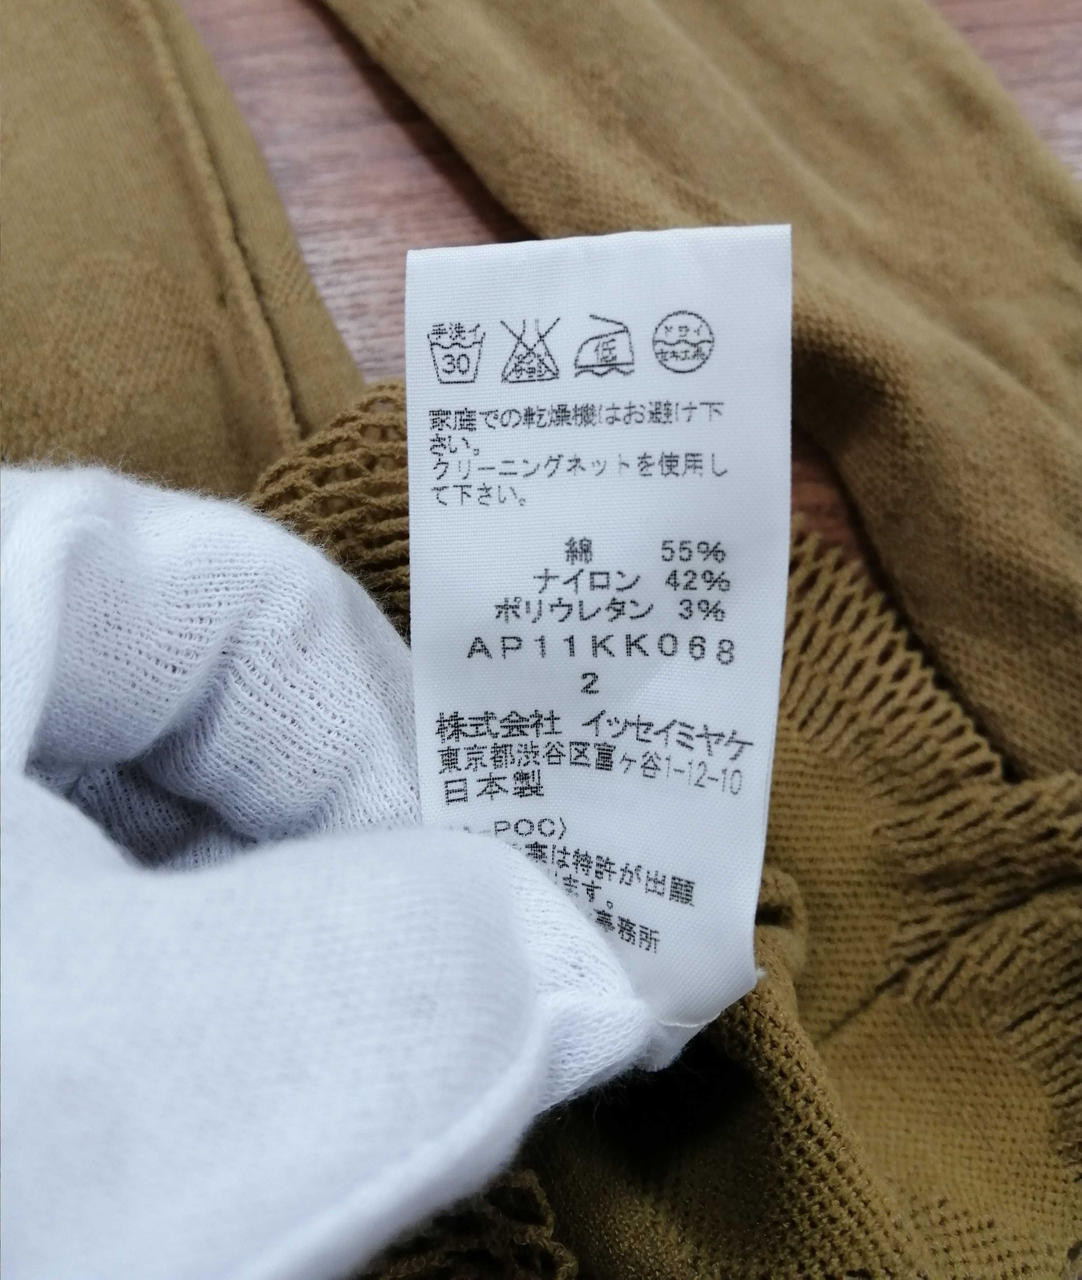 手洗イ
30
低
ドライ
セキユ系
家庭での乾燥機はお避け下
さい。
クリーニングネットを使用し
て下さい。
綿 55%
ナイロン 42%
ポリウレタン 3%
AP11KK068
2
株式会社 イッセイミヤケ
東京都渋谷区富ヶ谷1-12-10
日本製
-POC〉
は特許が出願
ます。
事務所